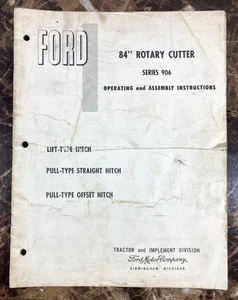 FORD
84" ROTARY CUTTER
SERIES 906
OPERATING and ASSEMBLY INSTRUCTIONS
LIFT-TYPE HITCH
PULL-TYPE STRAIGHT HITCH
PULL-TYPE OFFSET HITCH
TRACTOR and IMPLEMENT DIVISION
Ford Motor Company,
BIRMINGHAM, MICHIGAN